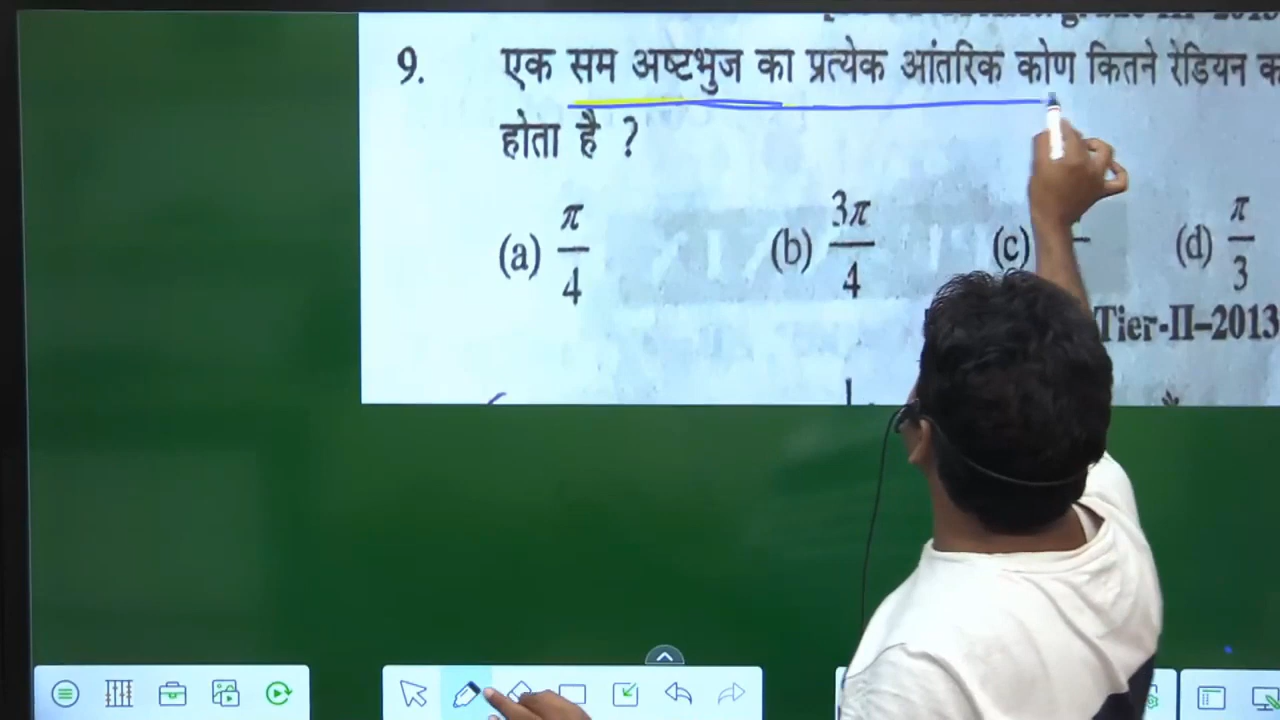 9. एक सम अष्टभुज का प्रत्येक आंतरिक कोण कितने रेडियन
होता है ?
(a) π/4 (b) 3π/4 (c) (d) π/3
Tier-II–2013